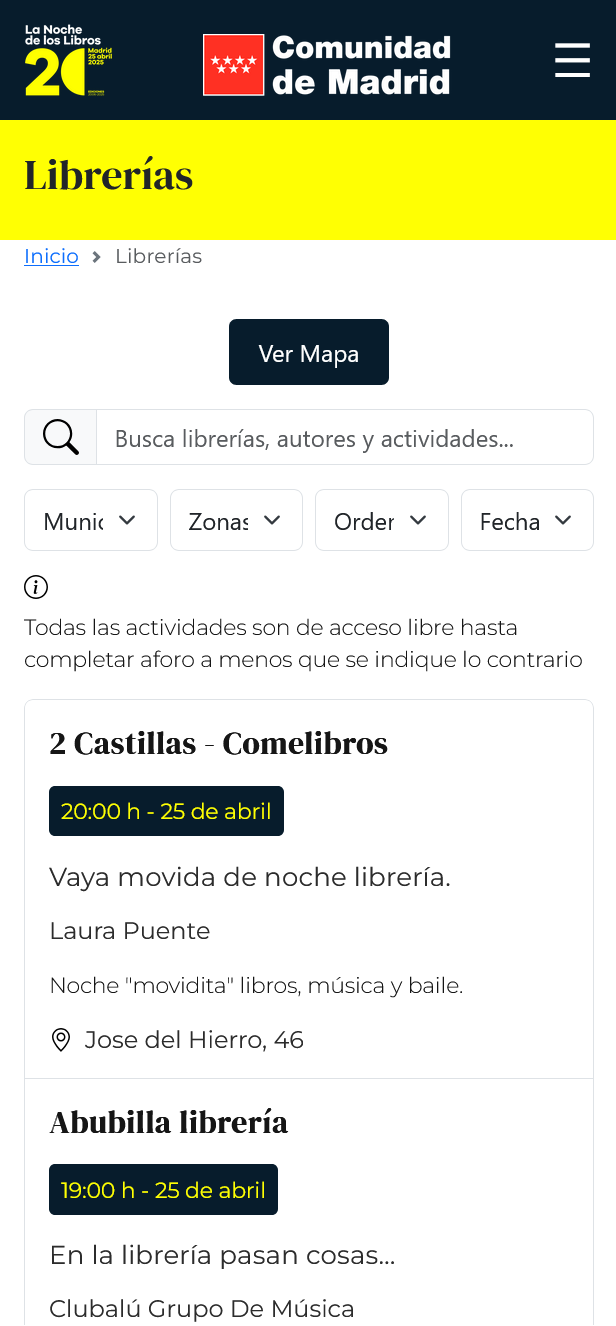 La Noche
de los Libros
20
Madrid
25 abril
2025
Comunidad
de Madrid
Librerías
Inicio > Librerías
Ver Mapa
Busca librerías, autores y actividades...
Munic Zonas Orden Fecha
Todas las actividades son de acceso libre hasta
completar aforo a menos que se indique lo contrario
2 Castillas - Comelibros
20:00 h - 25 de abril
Vaya movida de noche librería.
Laura Puente
Noche "movidita" libros, música y baile.
Jose del Hierro, 46
Abubilla librería
19:00 h - 25 de abril
En la librería pasan cosas...
Clubalú Grupo De Música